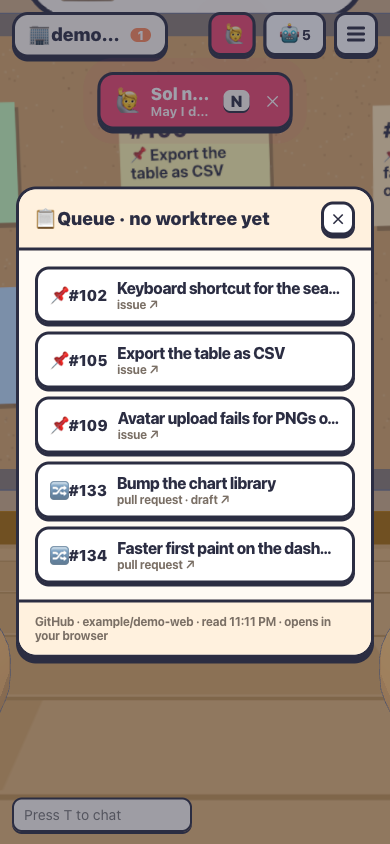 demo...
1
5
Sol n...
May I d...
N
Export the
table as CSV
Queue · no worktree yet
#102 Keyboard shortcut for the sea...
issue ↗
#105 Export the table as CSV
issue ↗
#109 Avatar upload fails for PNGs o...
issue ↗
#133 Bump the chart library
pull request · draft ↗
#134 Faster first paint on the dash...
pull request ↗
GitHub · example/demo-web · read 11:11 PM · opens in
your browser
Press T to chat